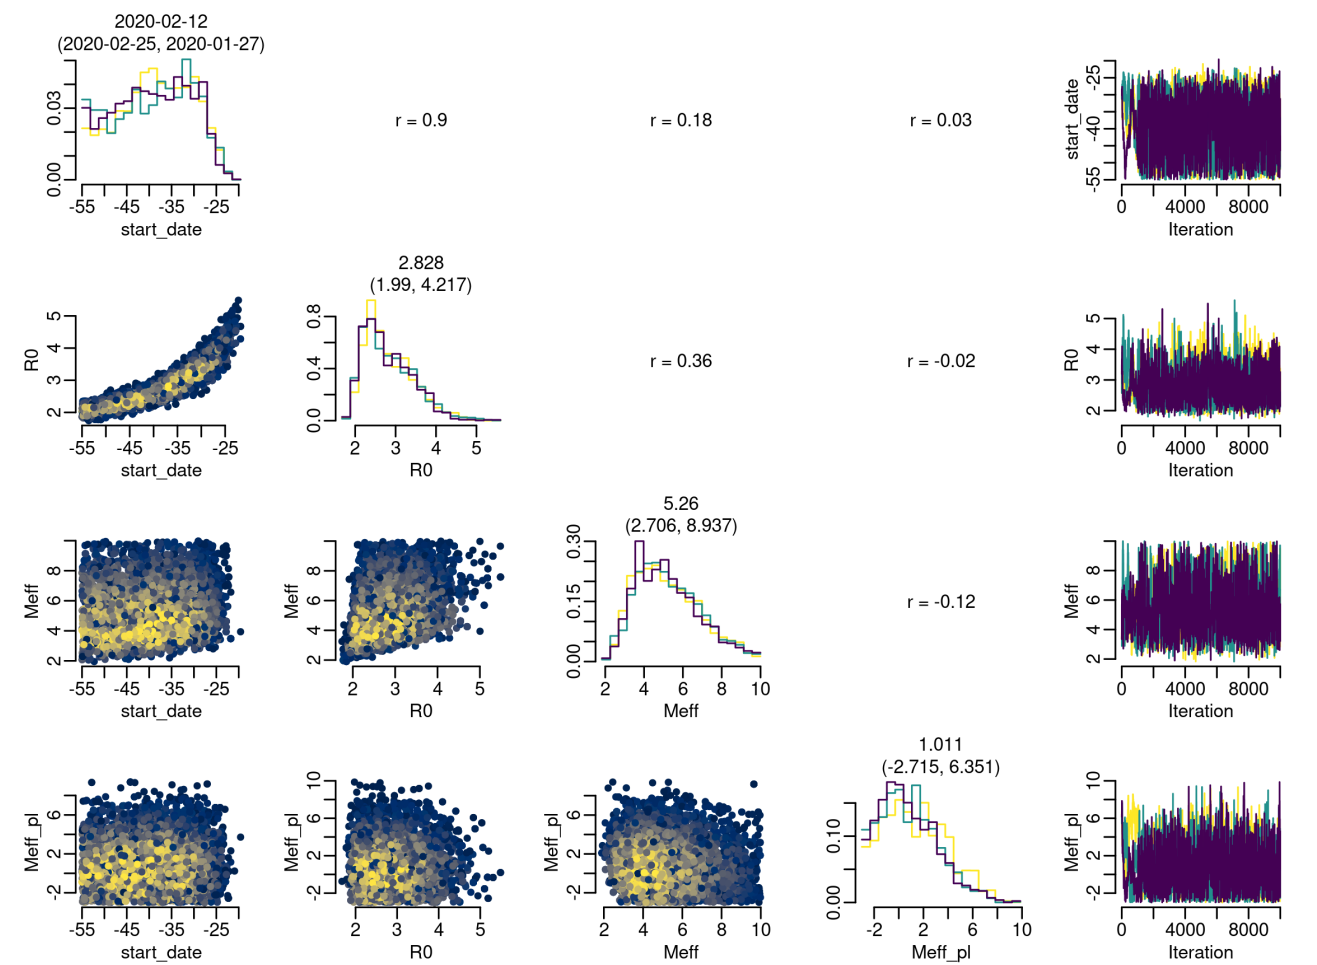 2020-02-12
(2020-02-25, 2020-01-27)
0.00 0.03
-55 -45 -35 -25
start_date
r = 0.9
r = 0.18
r = 0.03
start_date
-55 -40 -25
0 4000 8000
Iteration
R0
2 3 4 5
-55 -45 -35 -25
start_date
2.828
(1.99, 4.217)
0.0 0.4 0.8
2 3 4 5
R0
r = 0.36
r = -0.02
R0
2 3 4 5
0 4000 8000
Iteration
Meff
2 4 6 8
-55 -45 -35 -25
start_date
Meff
2 4 6 8
2 3 4 5
R0
5.26
(2.706, 8.937)
0.00 0.15 0.30
2 4 6 8 10
Meff
r = -0.12
Meff
2 4 6 8
0 4000 8000
Iteration
Meff_pl
-2 2 6
-55 -45 -35 -25
start_date
Meff_pl
-2 2 6 10
2 3 4 5
R0
Meff_pl
-2 2 6
2 4 6 8 10
Meff
1.011
(-2.715, 6.351)
0.00 0.10
-2 2 6 10
Meff_pl
Meff_pl
-2 2 6 10
0 4000 8000
Iteration